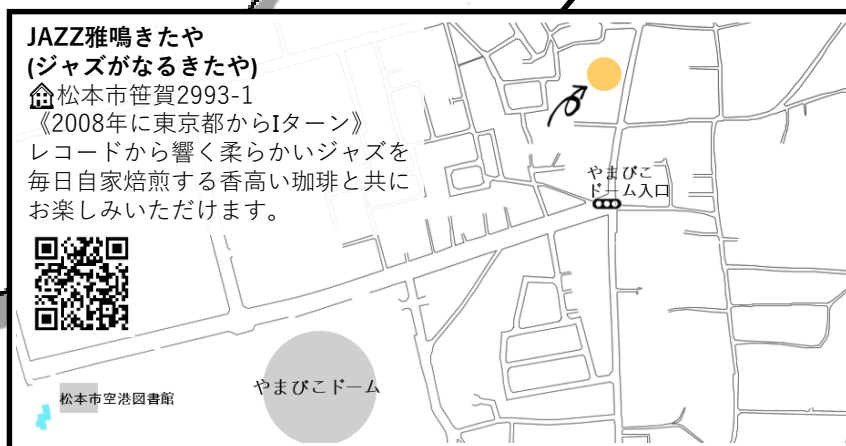 JAZZ雅鳴きたや
(ジャズがなるきたや)
松本市笹賀2993-1
《2008年に東京都からIターン》
レコードから響く柔らかいジャズを
毎日自家焙煎する香高い珈琲と共に
お楽しみいただけます。
やまびこ
ドーム入口
やまびこドーム
松本市空港図書館